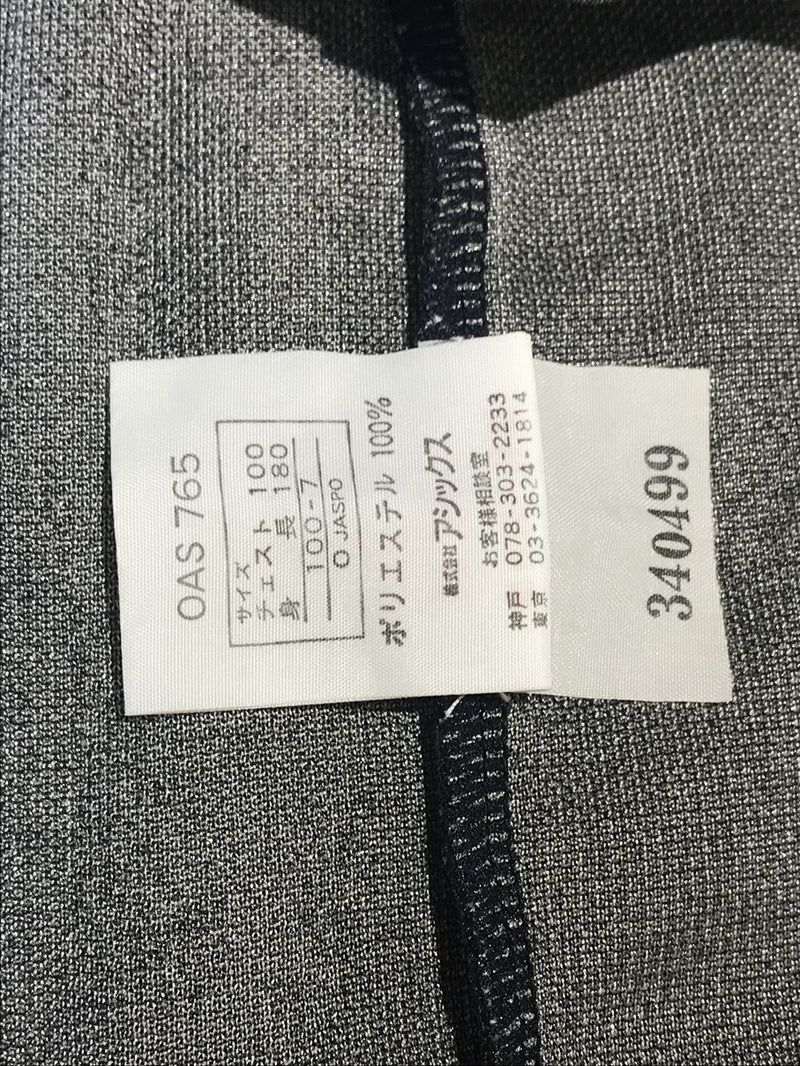 OAS 765
サイズ
チェスト 100
身長 180
100-7
O JASPO
ポリエステル 100%
株式会社 アシックス
お客様相談室
神戸 078-303-2233
東京 03-3624-1814
340499